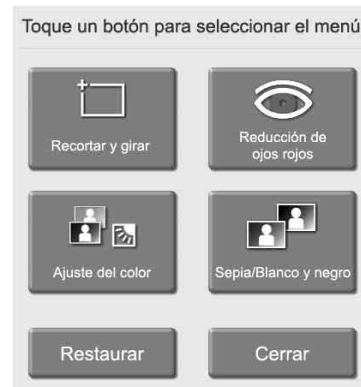 Toque un botón para seleccionar el menú
Recortar y girar
Reducción de
ojos rojos
Ajuste del color
Sepia/Blanco y negro
Restaurar
Cerrar